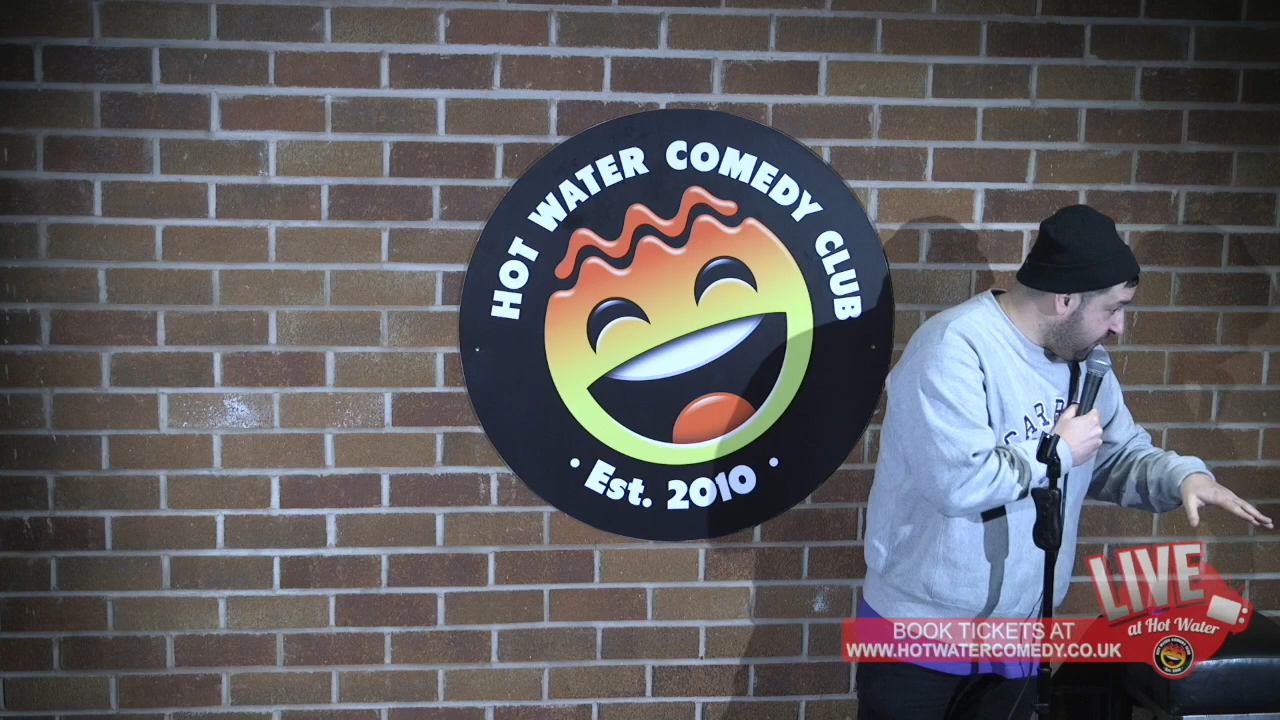 HOT WATER COMEDY CLUB
Est. 2010
LIVE
at Hot Water
BOOK TICKETS AT
WWW.HOTWATERCOMEDY.CO.UK